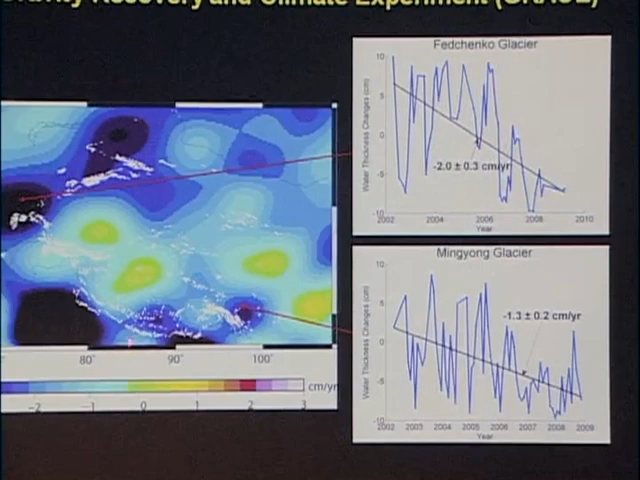 Gravity Recovery and Climate Experiment (GRACE)
Fedchenko Glacier
Water Thickness Changes (cm)
10
5
0
-5
-10
-2.0 ± 0.3 cm/yr
2002 2004 2006 2008 2010
Year
Mingyong Glacier
Water Thickness Changes (cm)
10
5
0
-5
-10
-1.3 ± 0.2 cm/yr
2002 2003 2004 2005 2006 2007 2008 2009
Year
80° 90° 100°
cm/yr
-2 -1 0 1 2 3